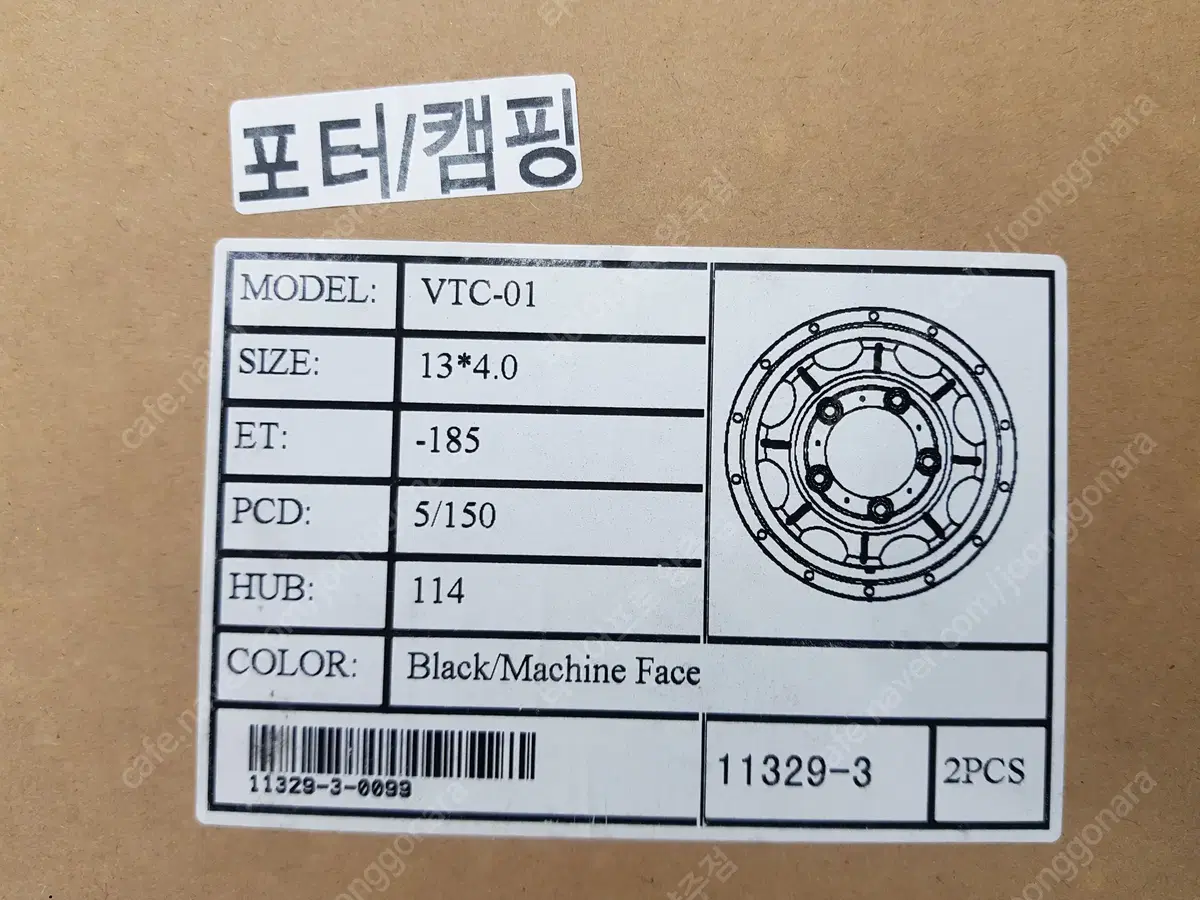 포터/캠핑
MODEL: VTC-01
SIZE: 13*4.0
ET: -185
PCD: 5/150
HUB: 114
COLOR: Black/Machine Face
11329-3-0099
11329-3
2PCS